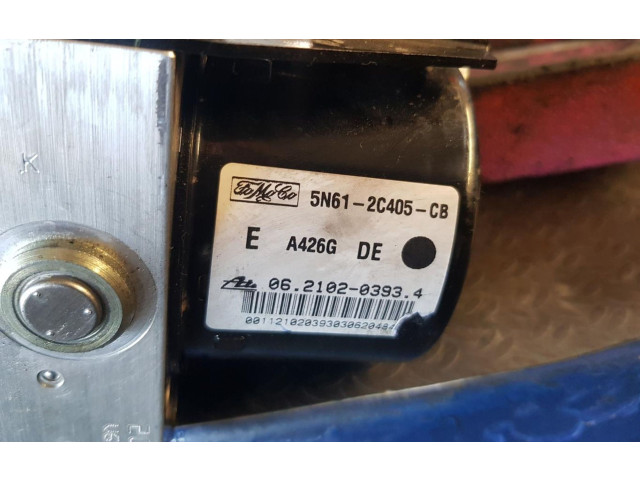 K
FoMoCo 5N61-2C405-CB
E A426G DE
06.2102-0393.4